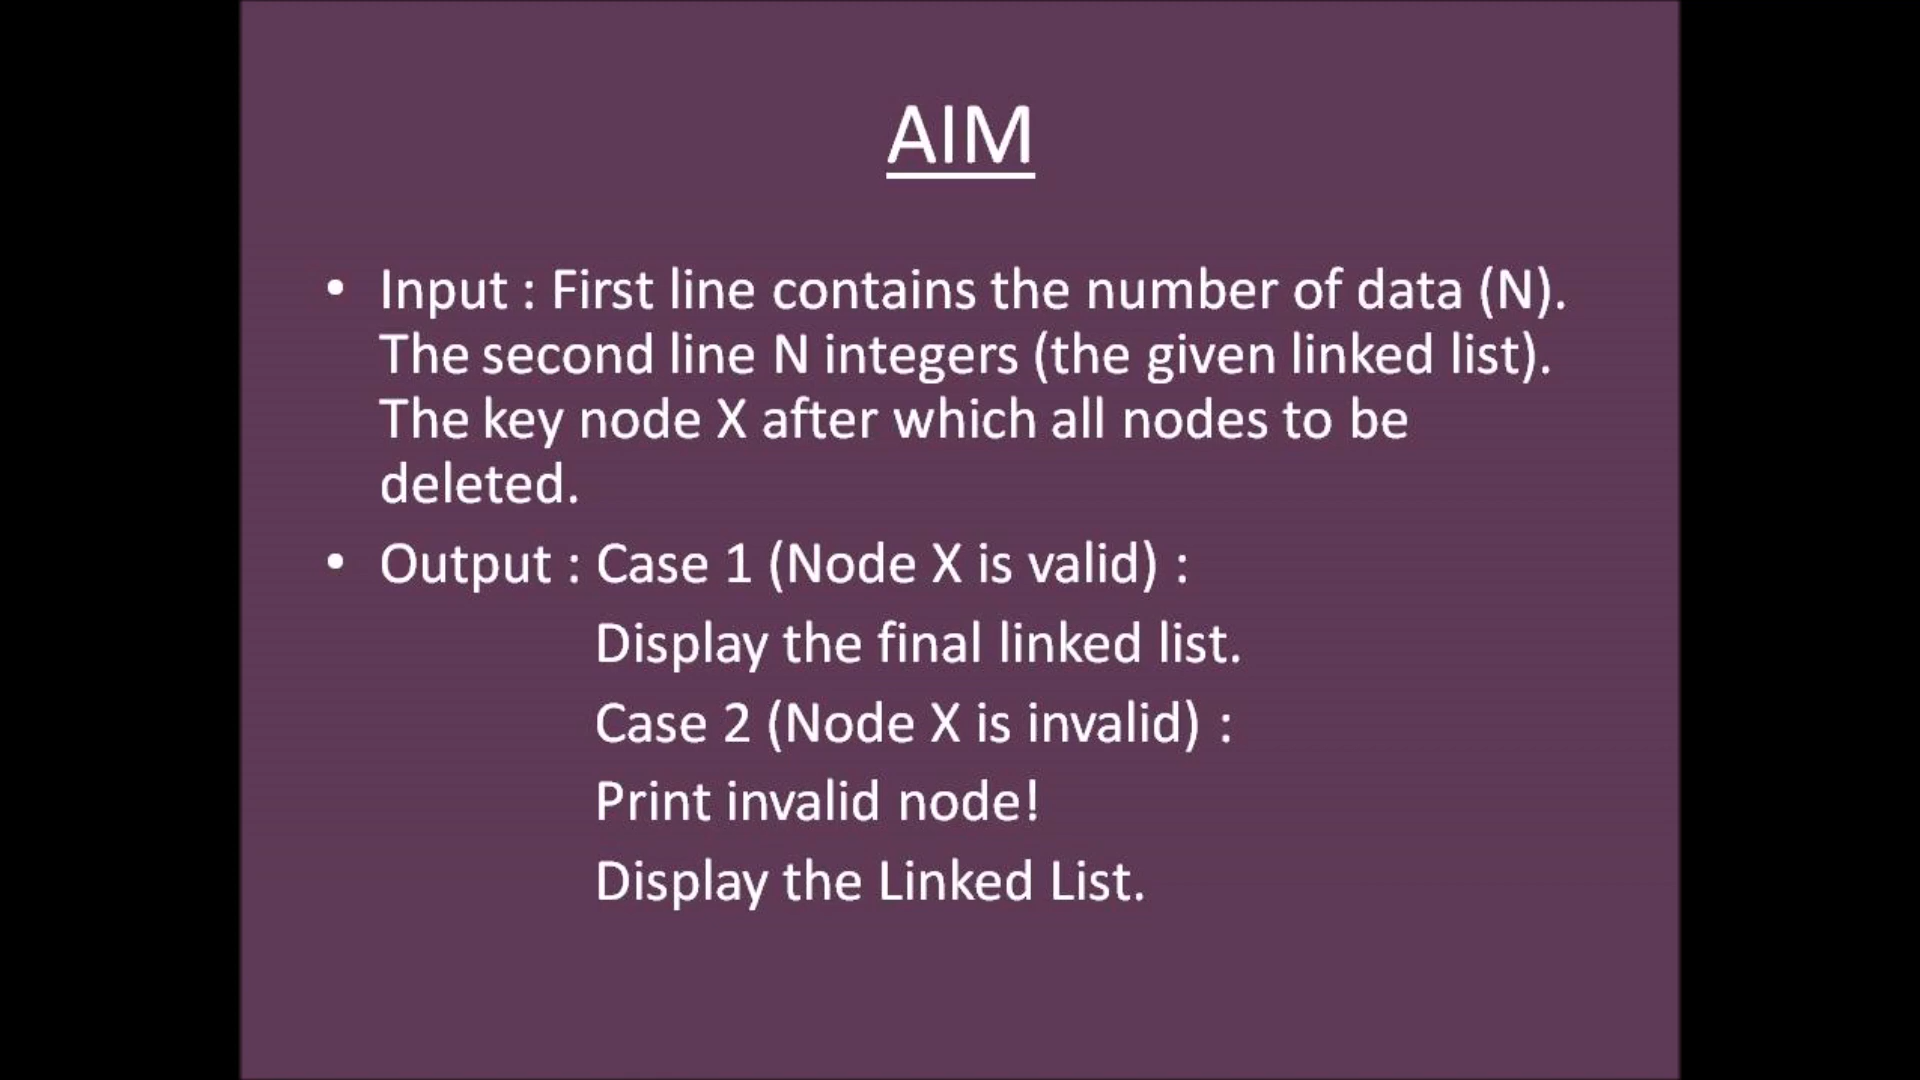 AIM
• Input : First line contains the number of data (N).
The second line N integers (the given linked list).
The key node X after which all nodes to be
deleted.
• Output : Case 1 (Node X is valid) :
Display the final linked list.
Case 2 (Node X is invalid) :
Print invalid node!
Display the Linked List.